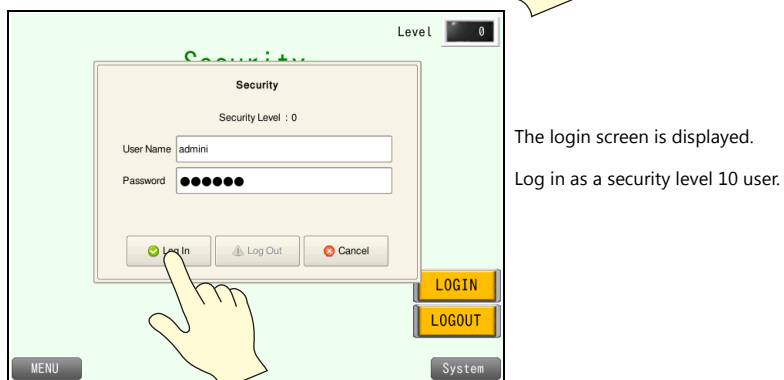 Level 0
Security
Security
Security Level : 0
User Name admini
Password ●●●●●●
Log In
Log Out
Cancel
LOGIN
LOGOUT
MENU
System
The login screen is displayed.
Log in as a security level 10 user.